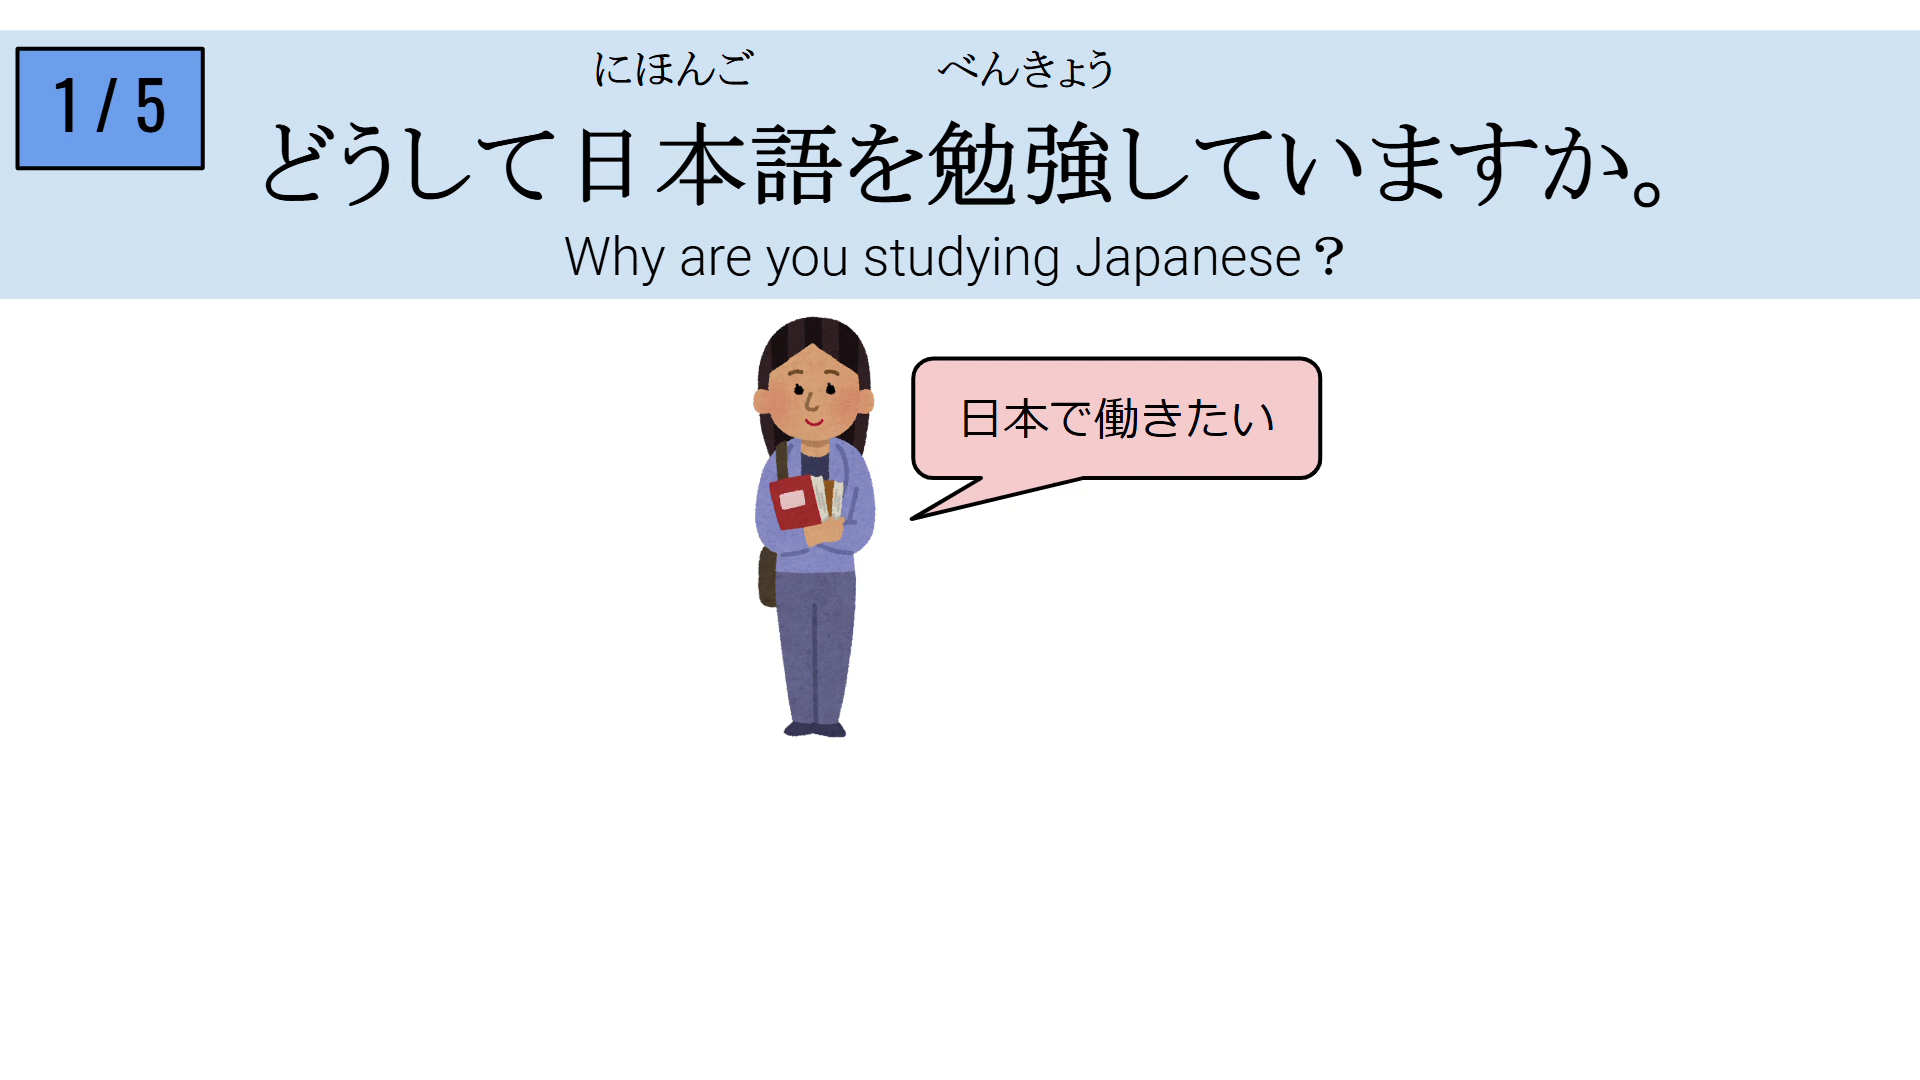 1 / 5
にほんご べんきょう
どうして日本語を勉強していますか。
Why are you studying Japanese？
日本で働きたい